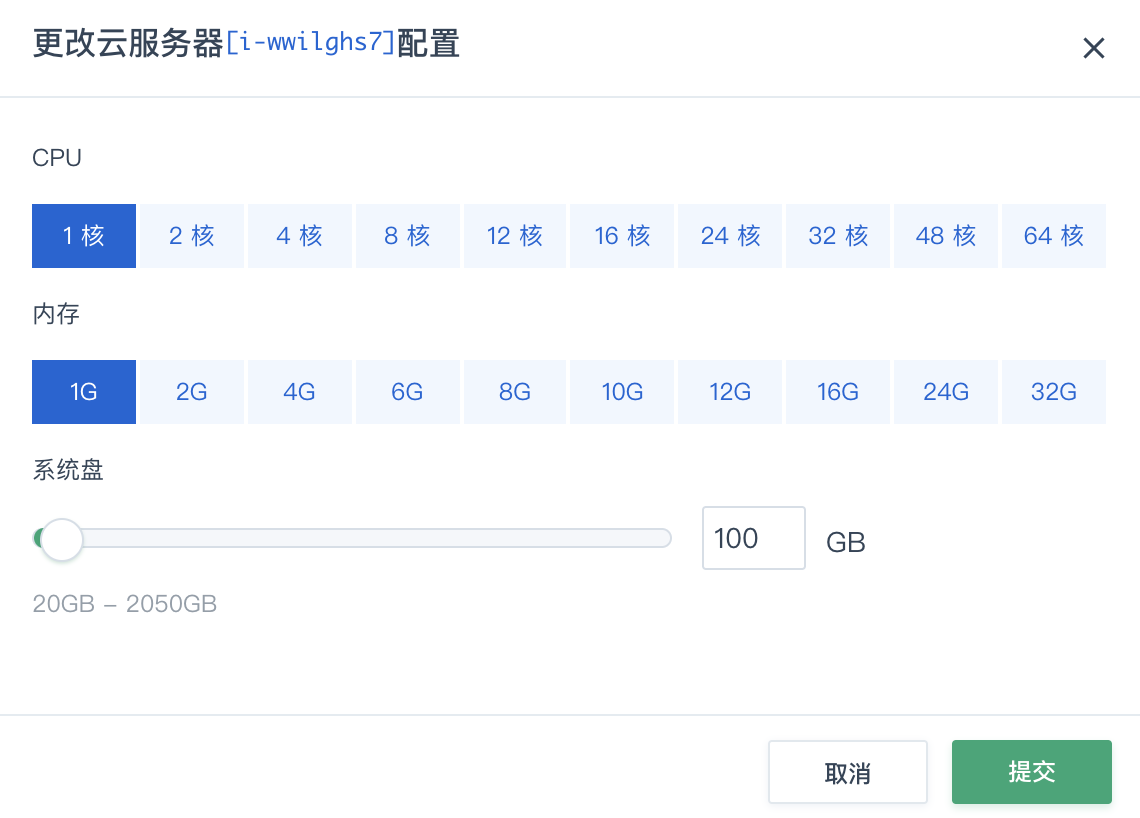 更改云服务器[i-wwilghs7]配置
CPU
1 核 2 核 4 核 8 核 12 核 16 核 24 核 32 核 48 核 64 核
内存
1G 2G 4G 6G 8G 10G 12G 16G 24G 32G
系统盘
100 GB
20GB – 2050GB
取消 提交